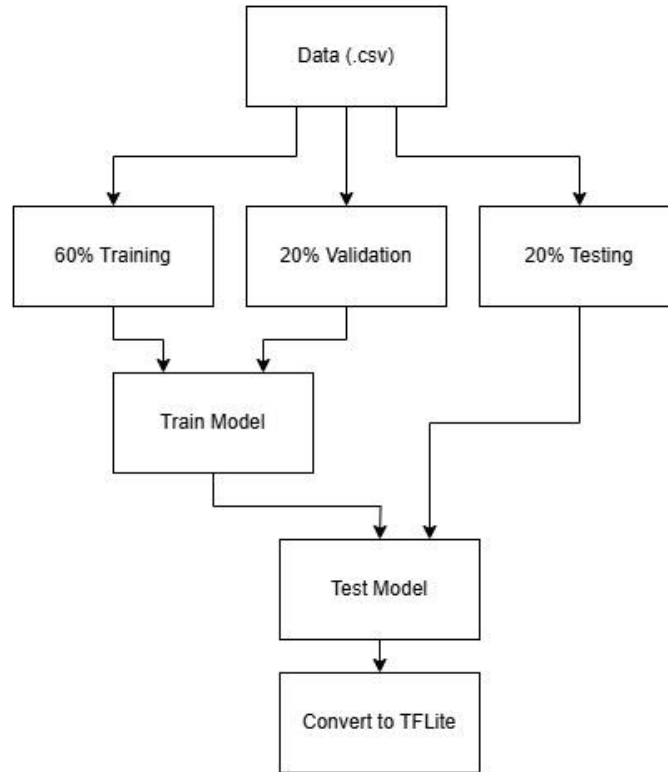 Data (.csv)
60% Training
20% Validation
20% Testing
Train Model
Test Model
Convert to TFLite